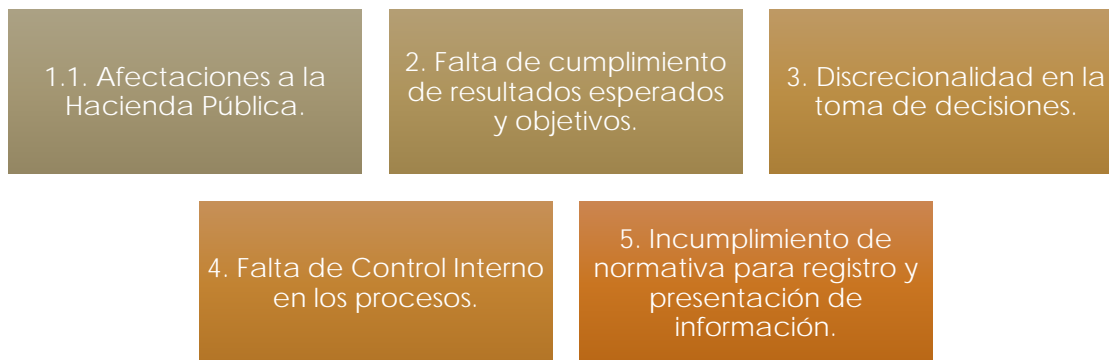 1.1. Afectaciones a la
Hacienda Pública.
2. Falta de cumplimiento
de resultados esperados
y objetivos.
3. Discrecionalidad en la
toma de decisiones.
4. Falta de Control Interno
en los procesos.
5. Incumplimiento de
normativa para registro y
presentación de
información.